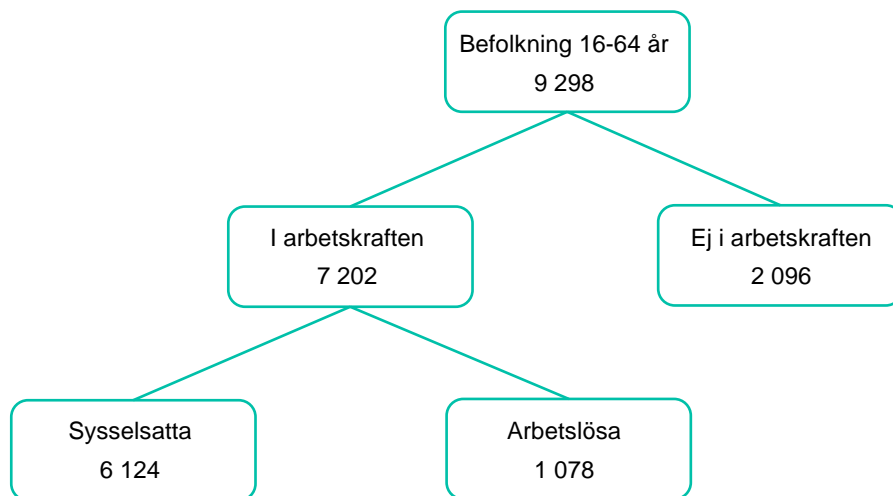 Befolkning 16-64 år
9 298
I arbetskraften
7 202
Ej i arbetskraften
2 096
Sysselsatta
6 124
Arbetslösa
1 078